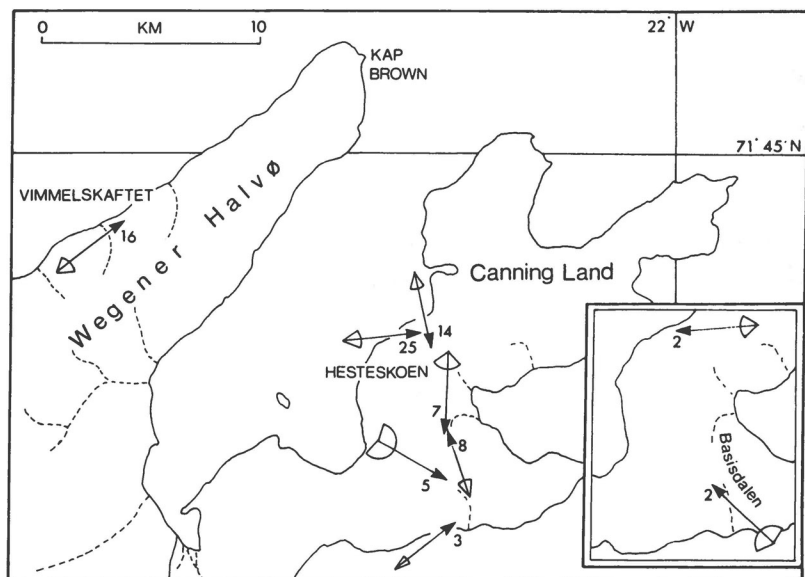 0 KM 10
22° W
KAP
BROWN
71° 45' N
VIMMELSKAFTET
16
Wegener Halvø
Canning Land
14
25
HESTESKOEN
7
8
5
3
2
Basisdalen
2